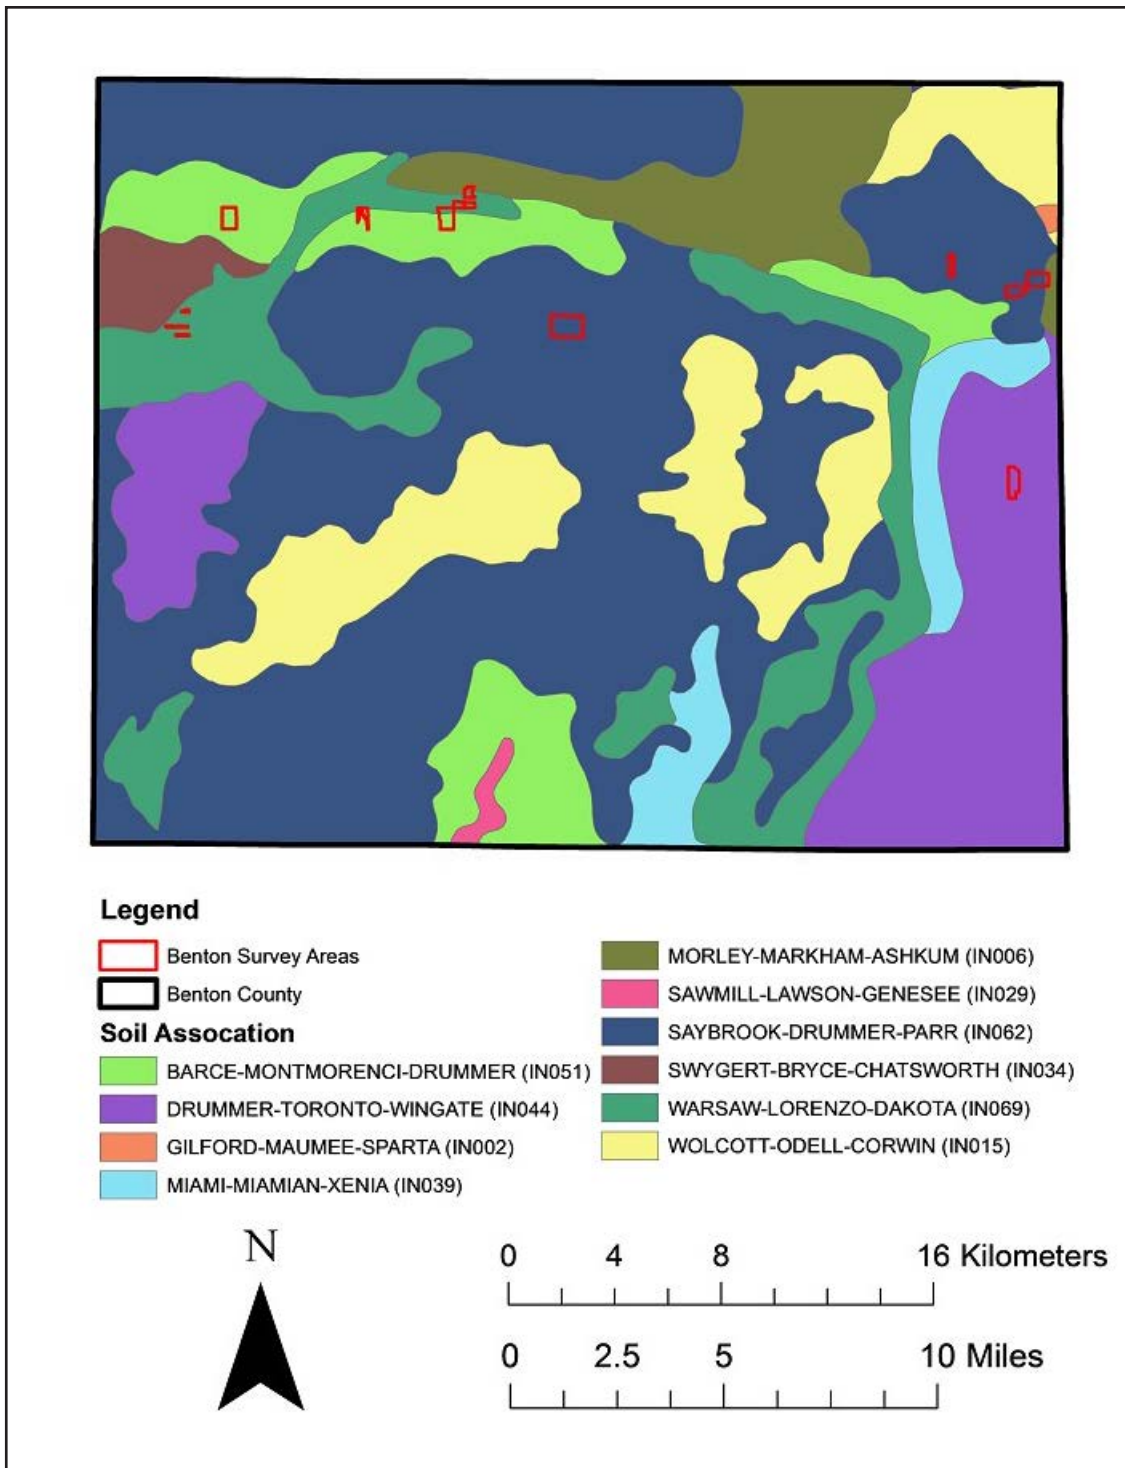 Legend
Benton Survey Areas
Benton County
Soil Assocation
BARCE-MONTMORENCI-DRUMMER (IN051)
DRUMMER-TORONTO-WINGATE (IN044)
GILFORD-MAUMEE-SPARTA (IN002)
MIAMI-MIAMIAN-XENIA (IN039)
MORLEY-MARKHAM-ASHKUM (IN006)
SAWMILL-LAWSON-GENESEE (IN029)
SAYBROOK-DRUMMER-PARR (IN062)
SWYGERT-BRYCE-CHATSWORTH (IN034)
WARSAW-LORENZO-DAKOTA (IN069)
WOLCOTT-ODELL-CORWIN (IN015)
N
0 4 8 16 Kilometers
0 2.5 5 10 Miles